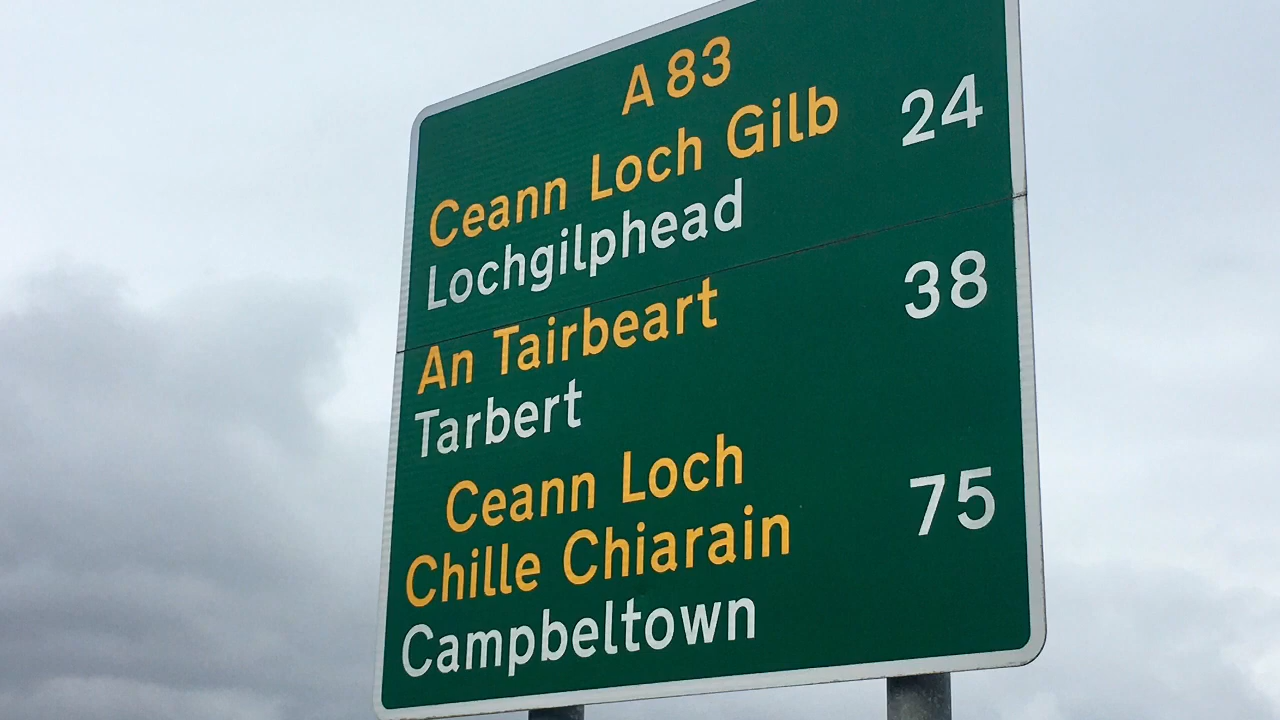 A 83
Ceann Loch Gilb 24
Lochgilphead
An Tairbeart 38
Tarbert
Ceann Loch
Chille Chiarain 75
Campbeltown